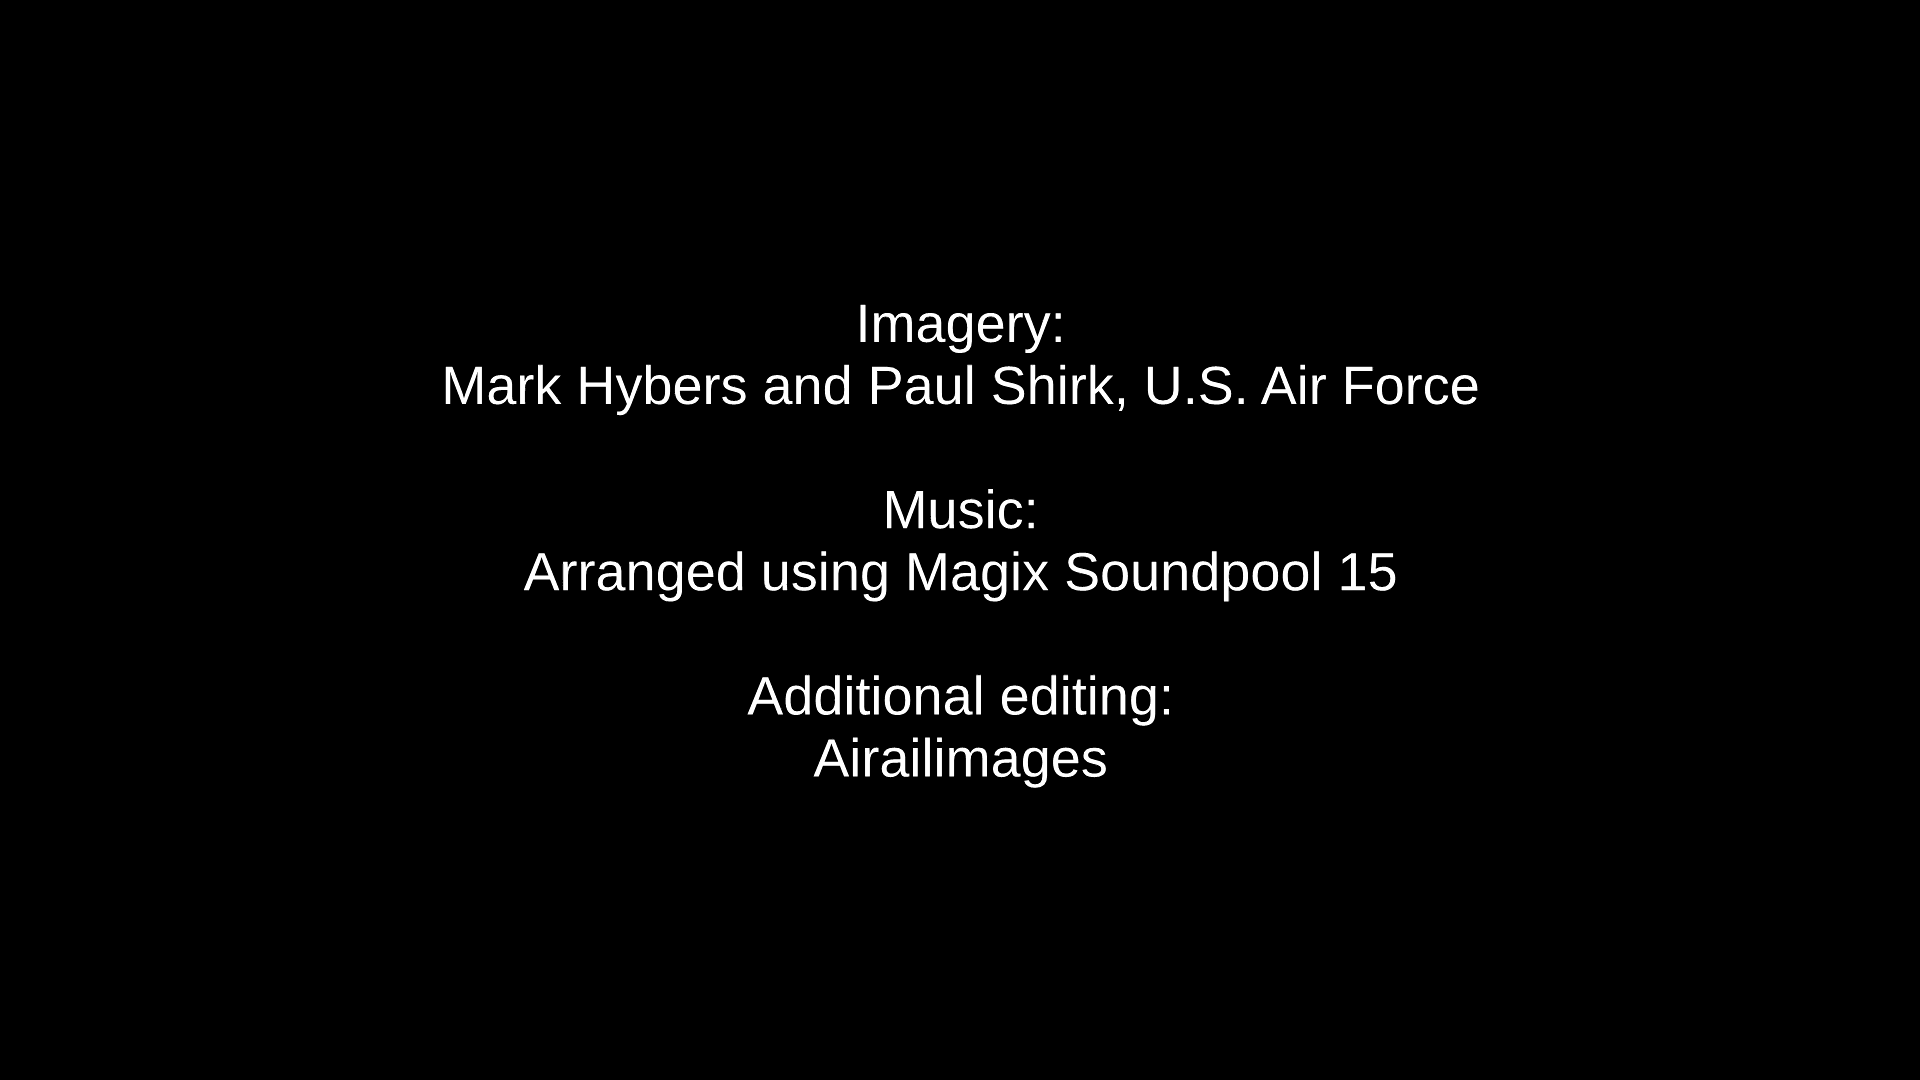 Imagery:
Mark Hybers and Paul Shirk, U.S. Air Force
Music:
Arranged using Magix Soundpool 15
Additional editing:
Airailimages